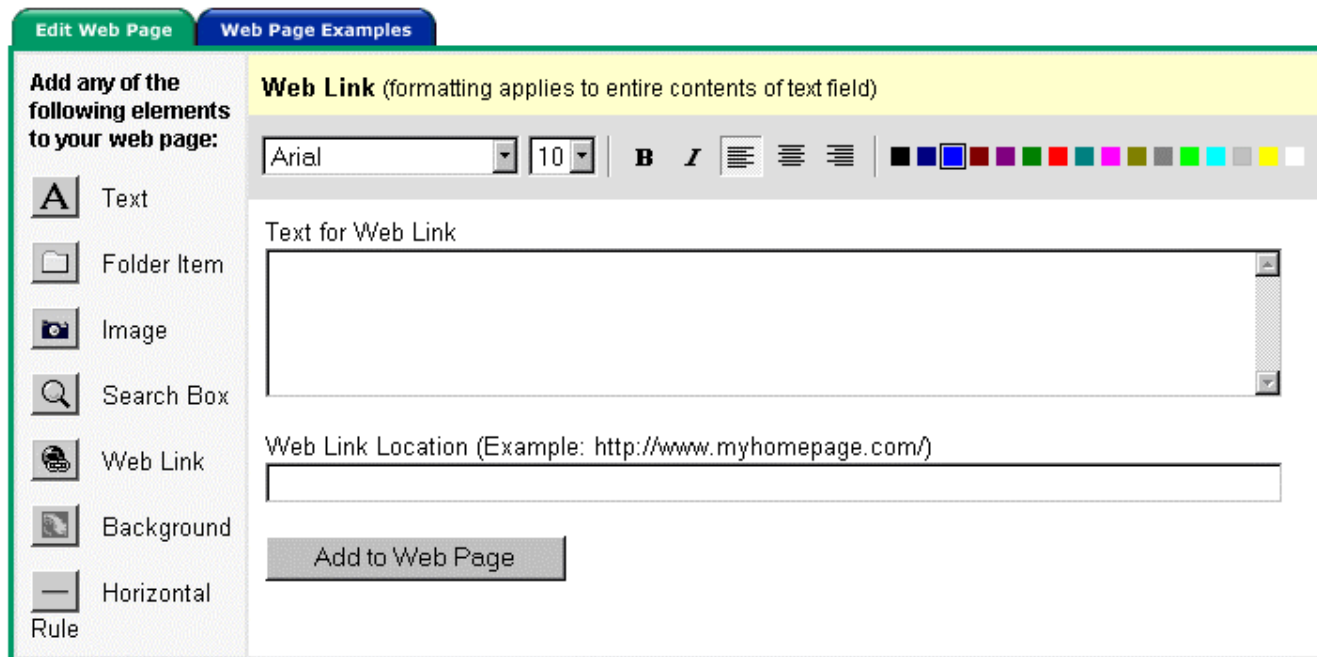 Edit Web Page
Web Page Examples
Add any of the
following elements
to your web page:
A Text
Folder Item
Image
Search Box
Web Link
Background
Horizontal
Rule
Web Link (formatting applies to entire contents of text field)
Arial 10 B I
Text for Web Link
Web Link Location (Example: http://www.myhomepage.com/)
Add to Web Page